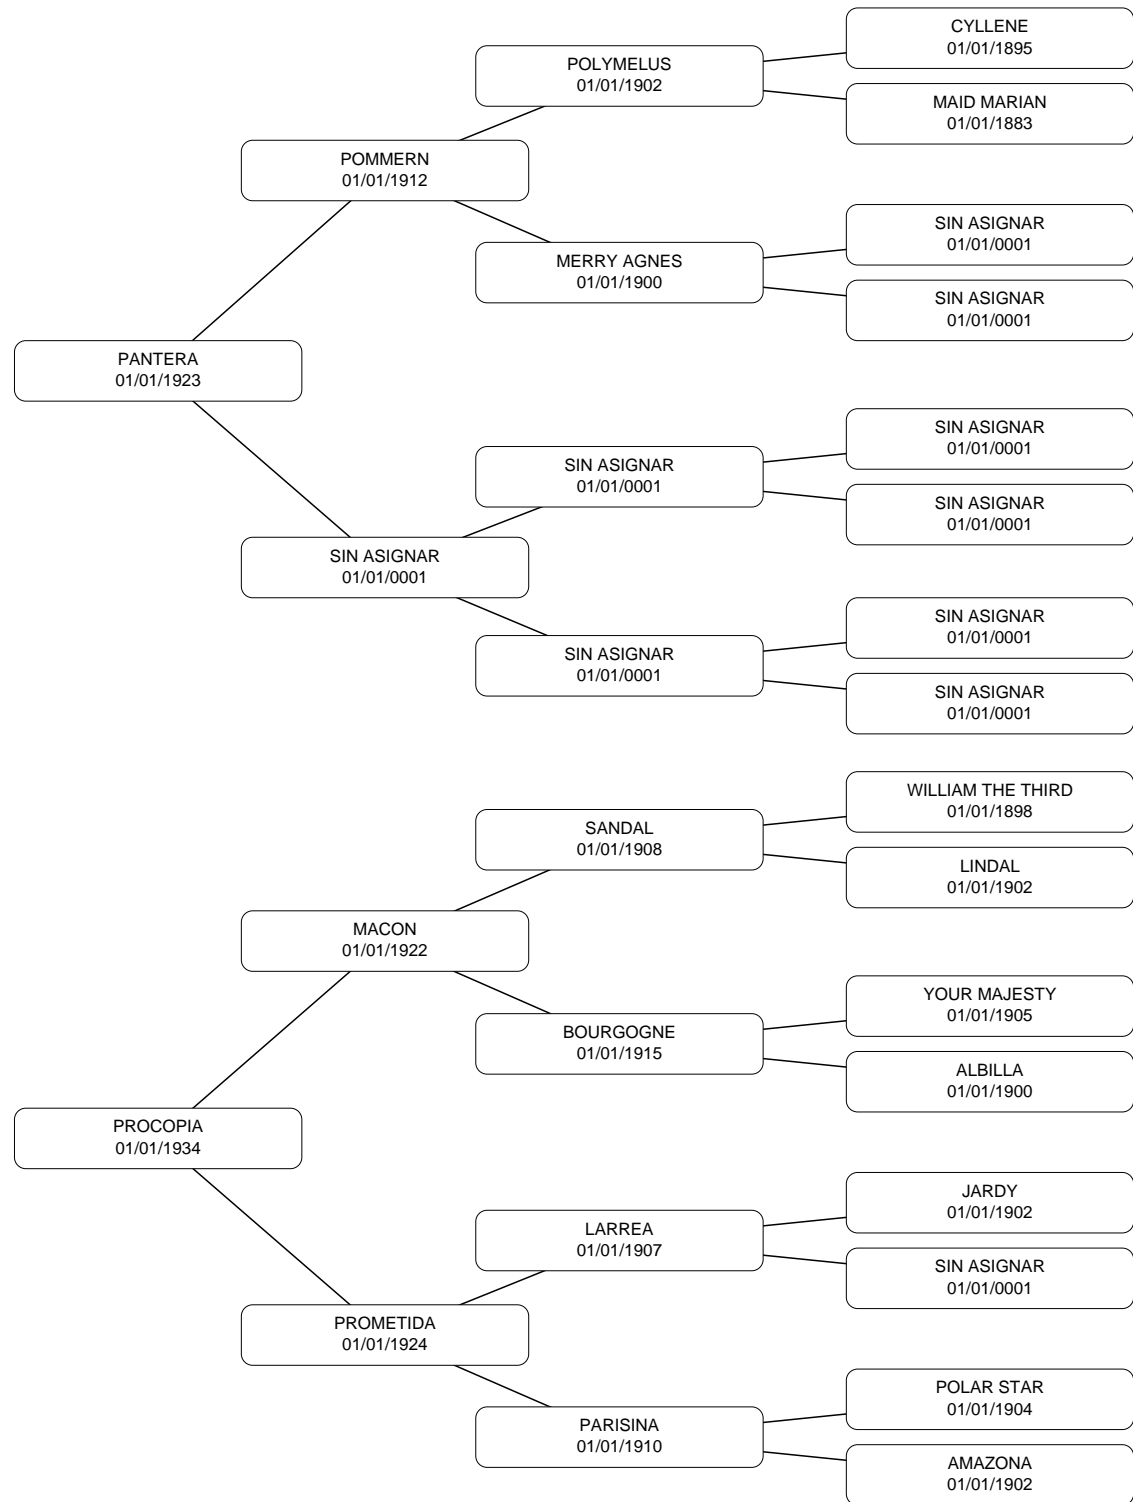 CYLLENE
01/01/1895
POLYMELUS
01/01/1902
MAID MARIAN
01/01/1883
POMMERN
01/01/1912
SIN ASIGNAR
01/01/0001
MERRY AGNES
01/01/1900
SIN ASIGNAR
01/01/0001
PANTERA
01/01/1923
SIN ASIGNAR
01/01/0001
SIN ASIGNAR
01/01/0001
SIN ASIGNAR
01/01/0001
SIN ASIGNAR
01/01/0001
SIN ASIGNAR
01/01/0001
SIN ASIGNAR
01/01/0001
SIN ASIGNAR
01/01/0001
WILLIAM THE THIRD
01/01/1898
SANDAL
01/01/1908
LINDAL
01/01/1902
MACON
01/01/1922
YOUR MAJESTY
01/01/1905
BOURGOGNE
01/01/1915
ALBILLA
01/01/1900
PROCOPIA
01/01/1934
JARDY
01/01/1902
LARREA
01/01/1907
SIN ASIGNAR
01/01/0001
PROMETIDA
01/01/1924
POLAR STAR
01/01/1904
PARISINA
01/01/1910
AMAZONA
01/01/1902